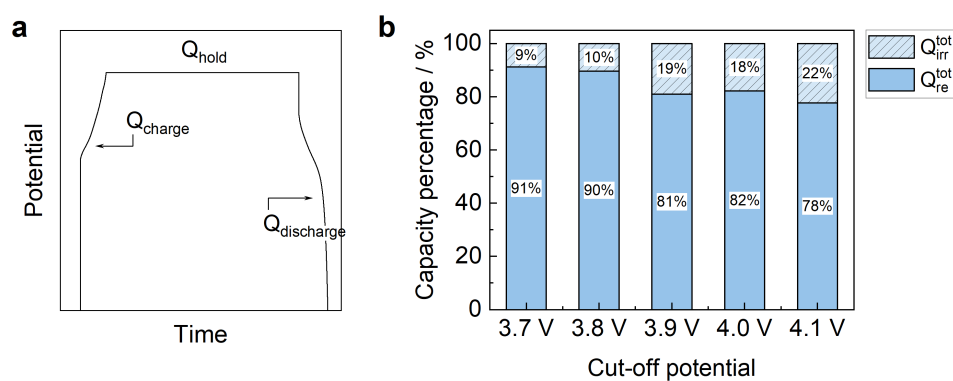 a
Q_hold
Q_charge
Q_discharge
Potential
Time
b
Capacity percentage / %
100
80
60
40
20
0
9%
10%
19%
18%
22%
91%
90%
81%
82%
78%
3.7 V
3.8 V
3.9 V
4.0 V
4.1 V
Cut-off potential
Q_irr^tot
Q_re^tot